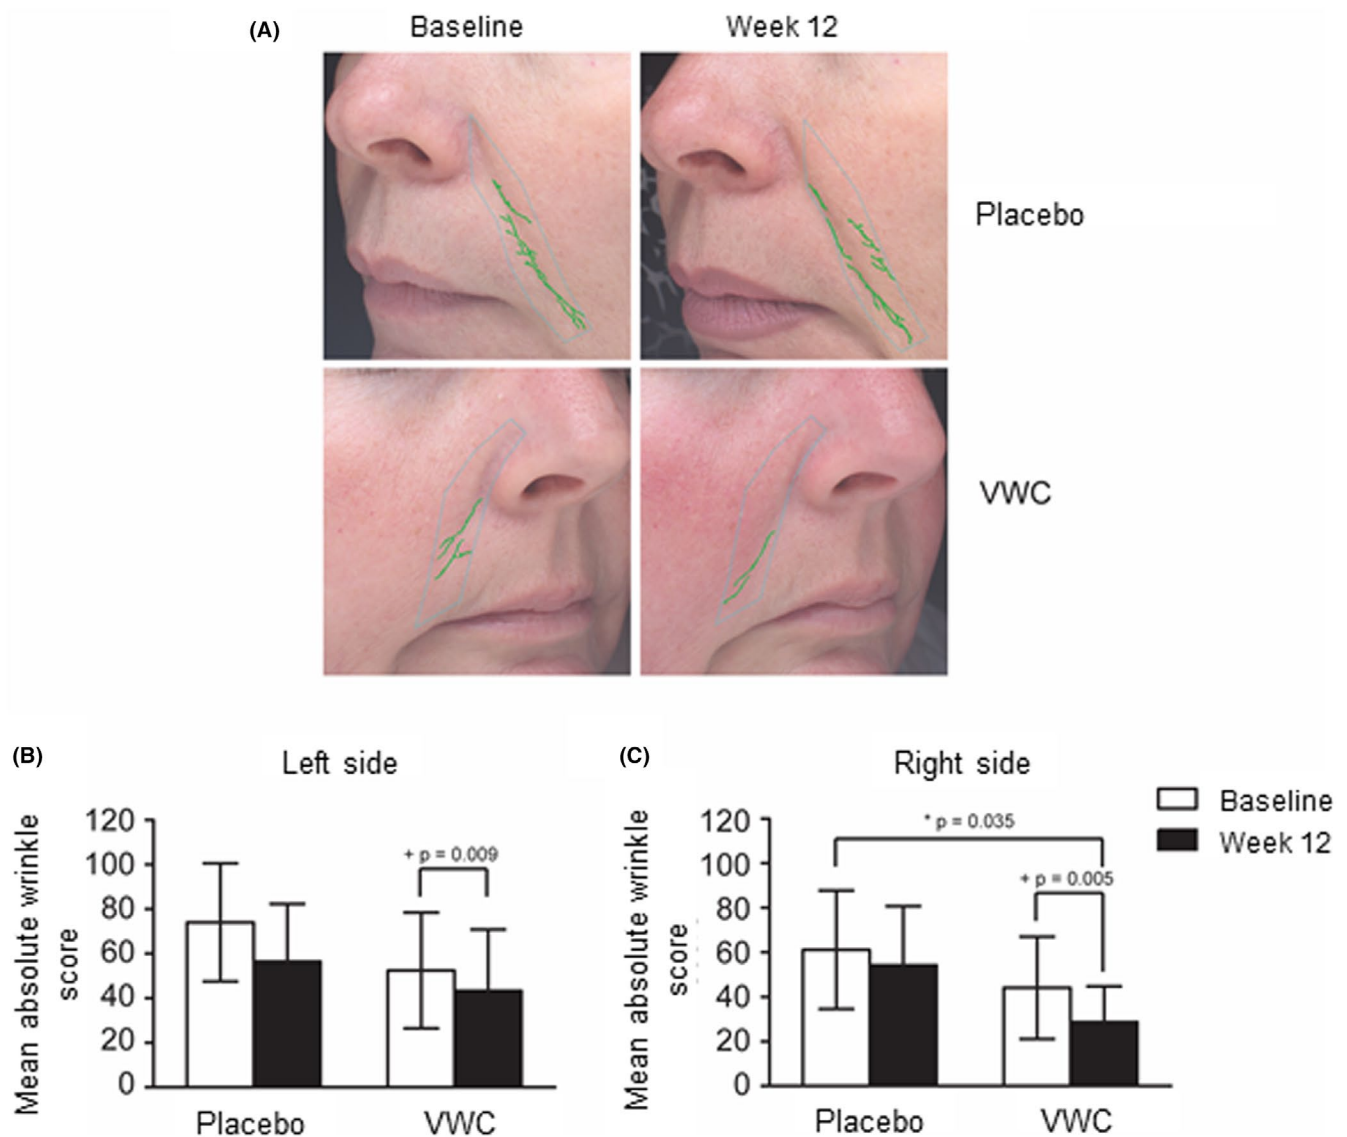 (A)
Baseline
Week 12
Placebo
VWC
(B)
Left side
Mean absolute wrinkle
score
120
100
80
60
40
20
0
+ p = 0.009
Placebo
VWC
(C)
Right side
Mean absolute wrinkle
score
120
100
80
60
40
20
0
* p = 0.035
+ p = 0.005
Placebo
VWC
Baseline
Week 12